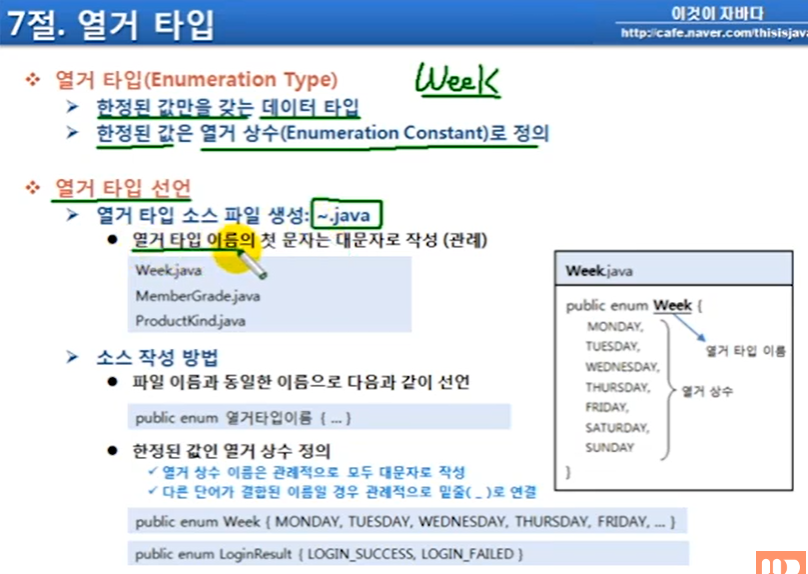 7절. 열거 타입
이것이 자바다
http://cafe.naver.com/thisisjava
❖ 열거 타입(Enumeration Type)
Week
➢ 한정된 값만을 갖는 데이터 타입
➢ 한정된 값은 열거 상수(Enumeration Constant)로 정의
❖ 열거 타입 선언
➢ 열거 타입 소스 파일 생성: ~.java
● 열거 타입 이름의 첫 문자는 대문자로 작성 (관례)
Week.java
MemberGrade.java
ProductKind.java
➢ 소스 작성 방법
● 파일 이름과 동일한 이름으로 다음과 같이 선언
public enum 열거타입이름 { ... }
● 한정된 값인 열거 상수 정의
✓ 열거 상수 이름은 관례적으로 모두 대문자로 작성
✓ 다른 단어가 결합된 이름일 경우 관례적으로 밑줄( _ )로 연결
public enum Week { MONDAY, TUESDAY, WEDNESDAY, THURSDAY, FRIDAY, ... }
public enum LoginResult { LOGIN_SUCCESS, LOGIN_FAILED }
Week.java
public enum Week {
MONDAY,
TUESDAY,
WEDNESDAY,
THURSDAY,
FRIDAY,
SATURDAY,
SUNDAY
}
열거 타입 이름
열거 상수